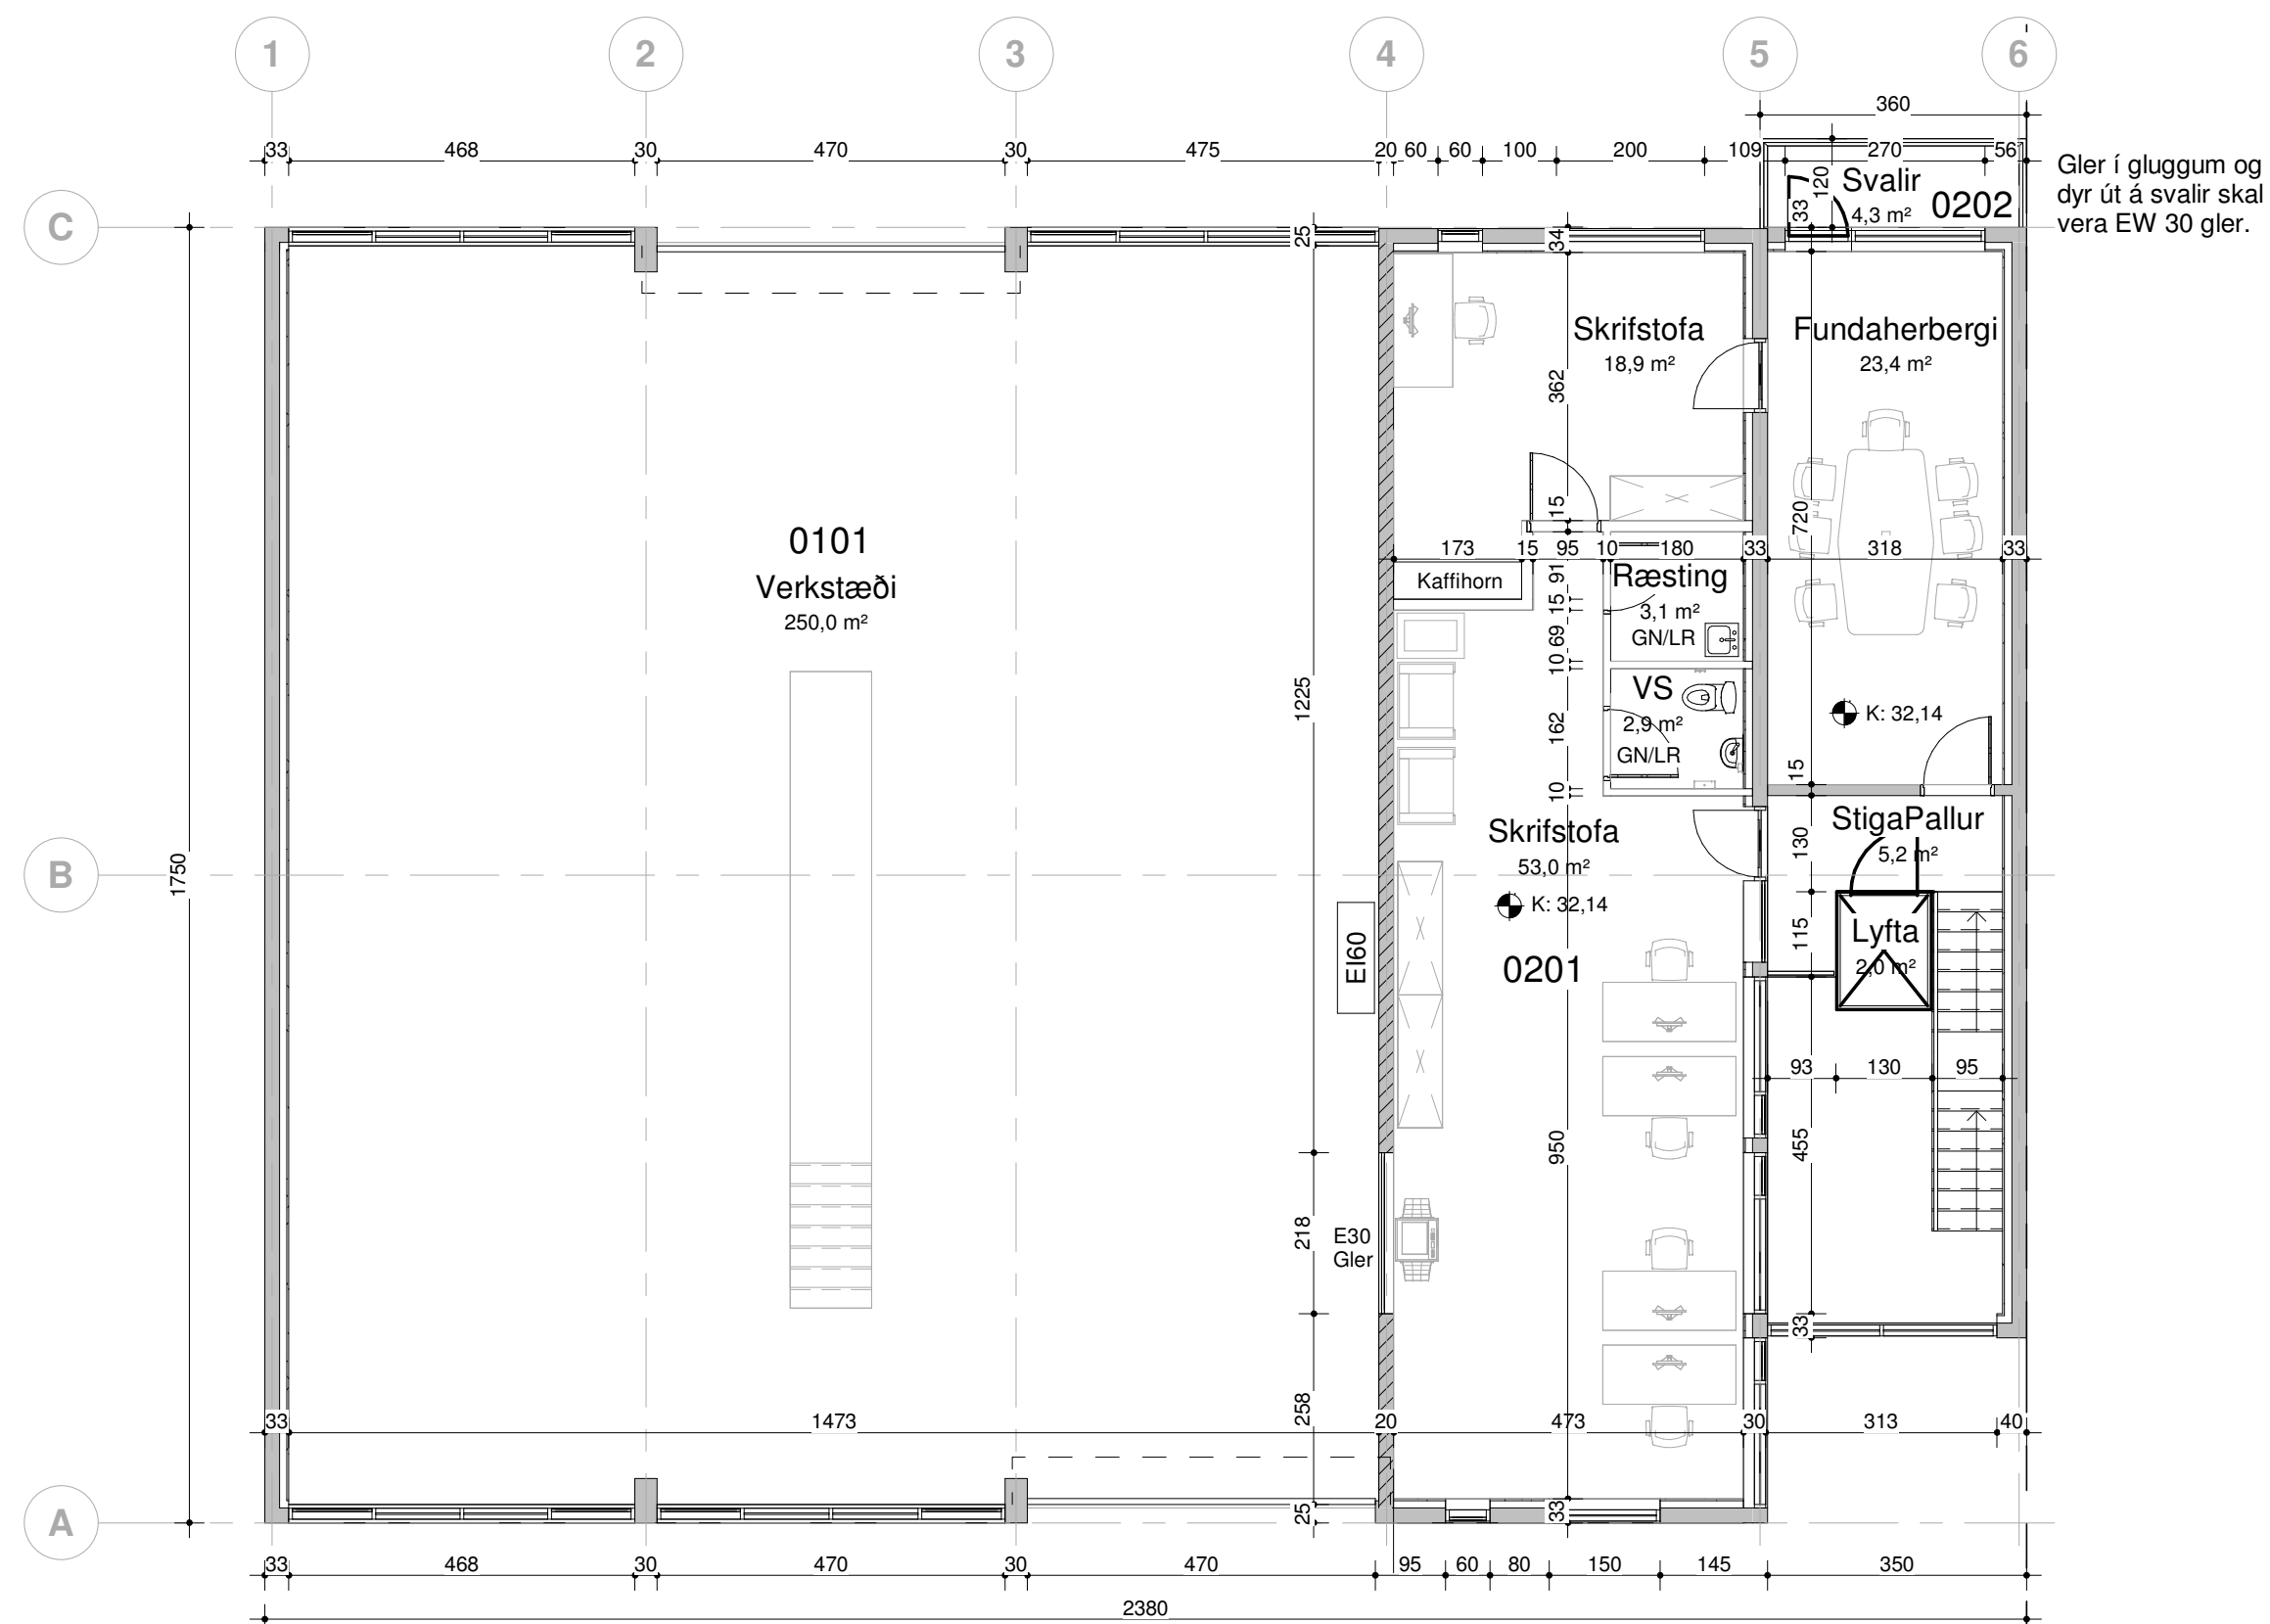 1 2 3 4 5 6
360
33 468 30 470 30 475 20 60 60 100 200 109 270 56
Gler í gluggum og
dyr út á svalir skal
vera EW 30 gler.
C
120
Svalir
4,3 m²
0202
33
25
34
Skrifstofa
18,9 m²
Fundaherbergi
23,4 m²
362
15
720
0101
Verkstæði
250,0 m²
173 15 95 10 180 33 318 33
Kaffihorn
91
15
69
10
162
10
Ræsting
3,1 m²
GN/LR
VS
2,9 m²
GN/LR
K: 32,14
15
1225
1750
B
Skrifstofa
53,0 m²
K: 32,14
0201
StigaPallur
5,2 m²
130
115
Lyfta
2,0 m²
EI60
93 130 95
950
455
218
E30
Gler
33
258
33 1473 20 473 30 313 40
A
25
33
33 468 30 470 30 470 95 60 80 150 145 350
2380